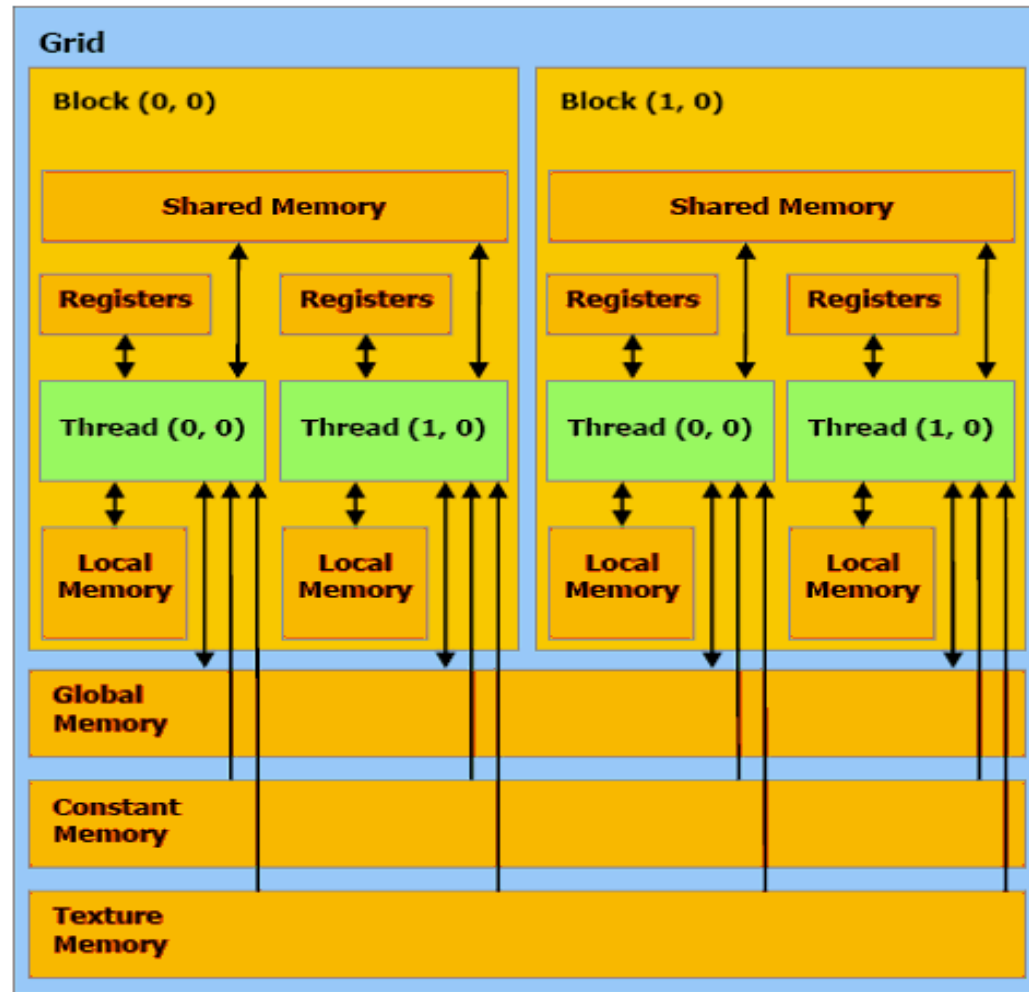 Grid
Block (0, 0)
Block (1, 0)
Shared Memory
Shared Memory
Registers
Registers
Registers
Registers
Thread (0, 0)
Thread (1, 0)
Thread (0, 0)
Thread (1, 0)
Local
Memory
Local
Memory
Local
Memory
Local
Memory
Global
Memory
Constant
Memory
Texture
Memory